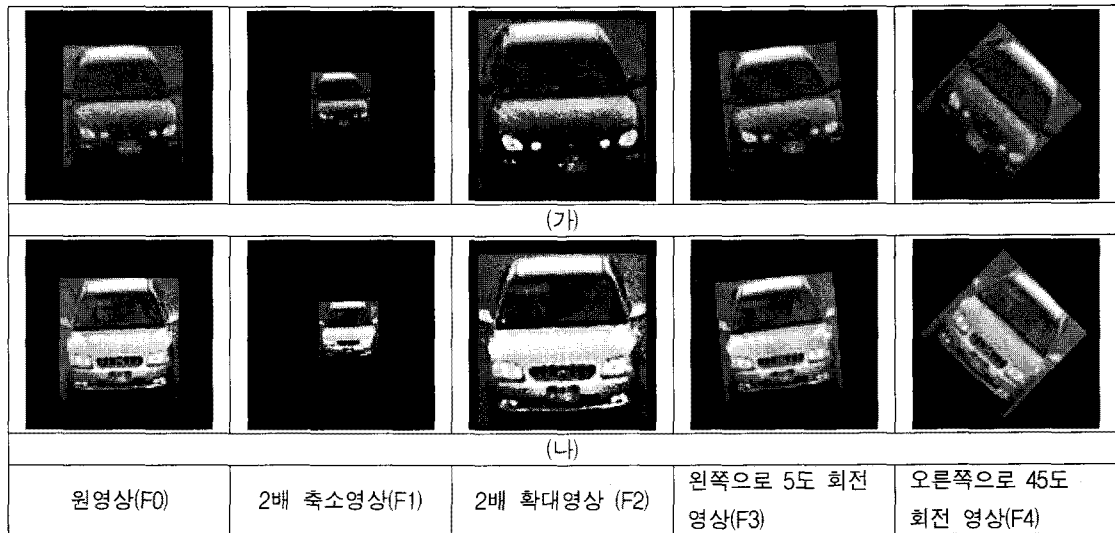 (가)
(나)
원영상(F0)
2배 축소영상(F1)
2배 확대영상 (F2)
왼쪽으로 5도 회전
영상(F3)
오른쪽으로 45도
회전 영상(F4)